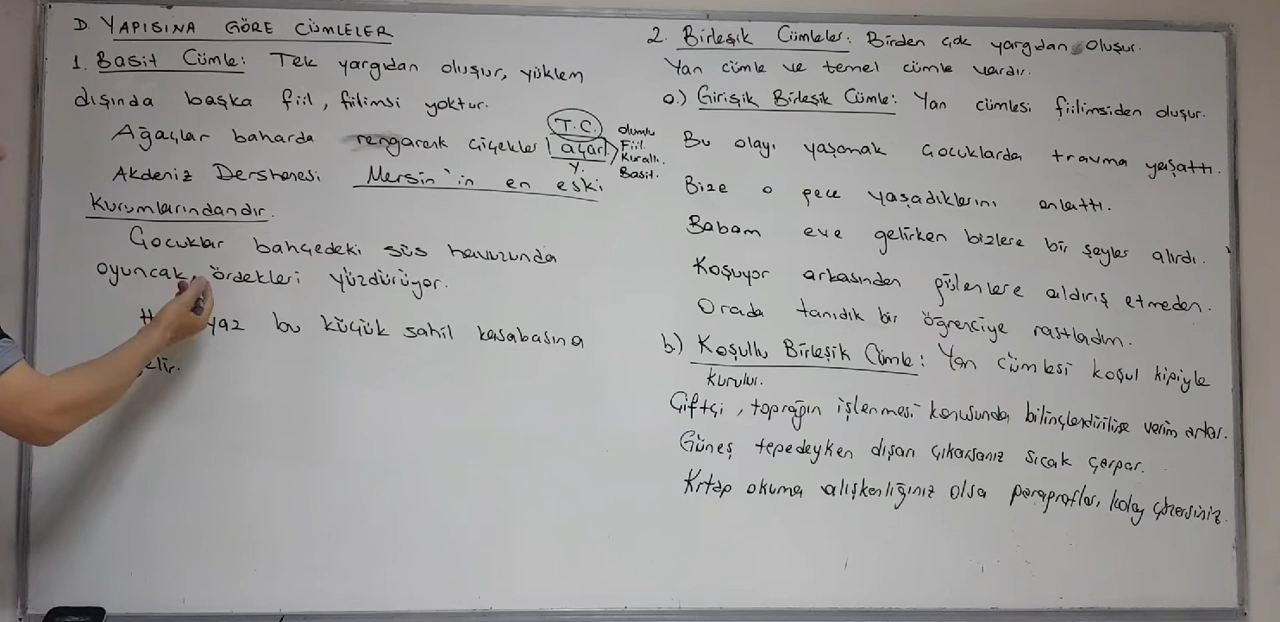 D. YAPISINA GÖRE CÜMLELER
1. Basit Cümle: Tek yargıdan oluşur, yüklem
dışında başka fiil, fiilimsi yoktur.
Ağaçlar baharda rengarenk çiçekler açar
T.C.
Y.
olumlu
Fiil
Kurallı
Basit.
Akdeniz Dershanesi Mersin'in en eski
kurumlarındandır.
Çocuklar bahçedeki süs havuzunda
oyuncak ördekleri yüzdürüyor.
yaz bu küçük sahil kasabasına
2. Birleşik Cümleler: Birden çok yargıdan oluşur.
Yan cümle ve temel cümle vardır.
a.) Girişik Birleşik Cümle: Yan cümlesi fiilimsiden oluşur.
Bu olayı yaşamak çocuklarda travma yaşattı.
Bize o gece yaşadıklarını anlattı.
Babam eve gelirken bizlere bir şeyler alırdı.
Koşuyor arkasından gülenlere aldırış etmeden.
Orada tanıdık bir öğrenciye rastladım.
b) Koşullu Birleşik Cümle: Yan cümlesi koşul kipiyle
kurulur.
Çiftçi, toprağın işlenmesi konusunda bilinçlendirilirse verim artar.
Güneş tepedeyken dışarı çıkarsanız sıcak çarpar.
Kitap okuma alışkanlığınız olsa paragrafları kolay çözersiniz.